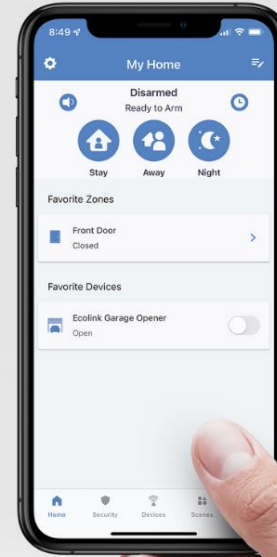 8:49
My Home
Disarmed
Ready to Arm
Stay Away Night
Favorite Zones
Front Door
Closed
Favorite Devices
Ecolink Garage Opener
Open
Home Security Devices Scenes